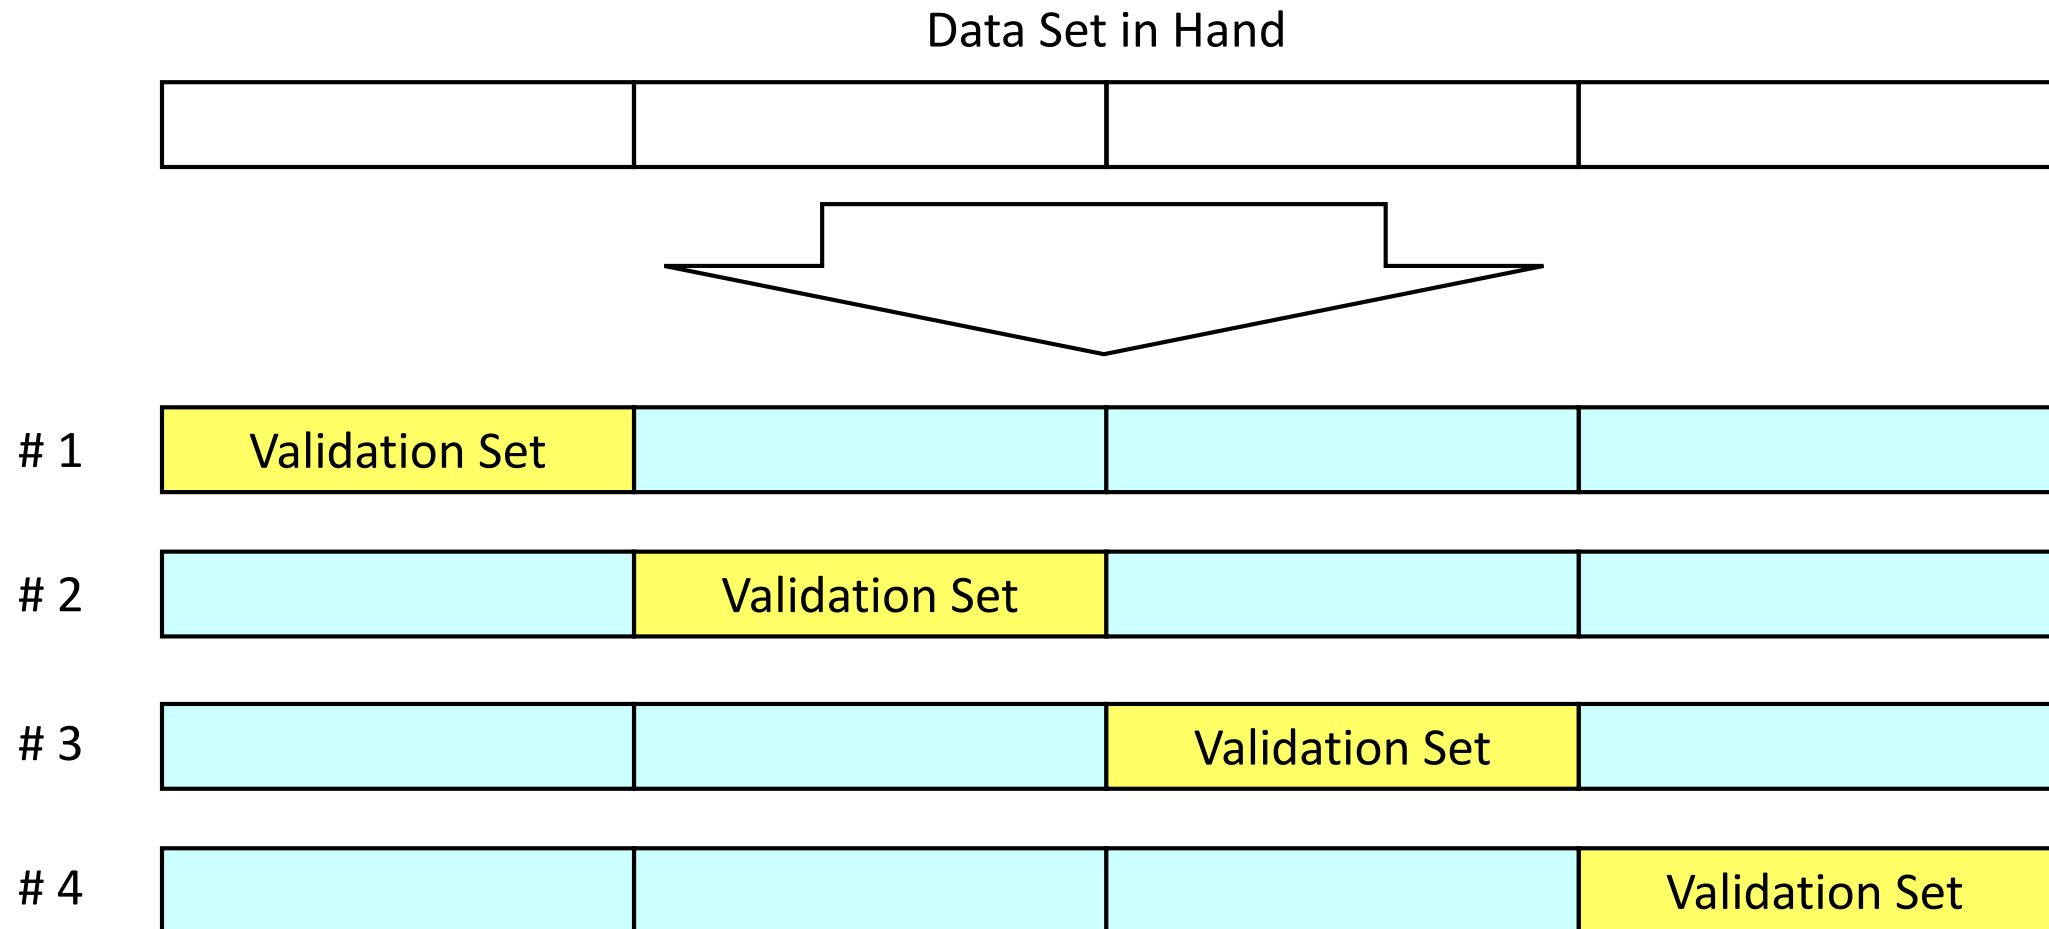 Data Set in Hand
# 1 Validation Set
# 2 Validation Set
# 3 Validation Set
# 4 Validation Set